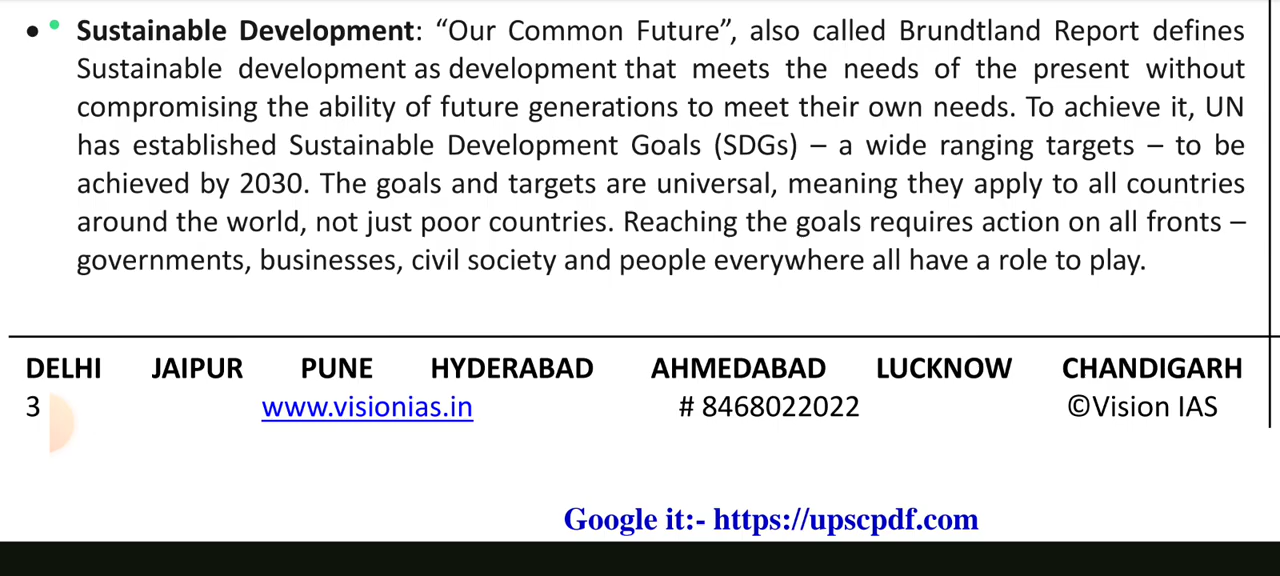 • Sustainable Development: “Our Common Future”, also called Brundtland Report defines
Sustainable development as development that meets the needs of the present without
compromising the ability of future generations to meet their own needs. To achieve it, UN
has established Sustainable Development Goals (SDGs) – a wide ranging targets – to be
achieved by 2030. The goals and targets are universal, meaning they apply to all countries
around the world, not just poor countries. Reaching the goals requires action on all fronts –
governments, businesses, civil society and people everywhere all have a role to play.
DELHI JAIPUR PUNE HYDERABAD AHMEDABAD LUCKNOW CHANDIGARH
3 www.visionias.in # 8468022022 ©Vision IAS
Google it:- https://upscpdf.com